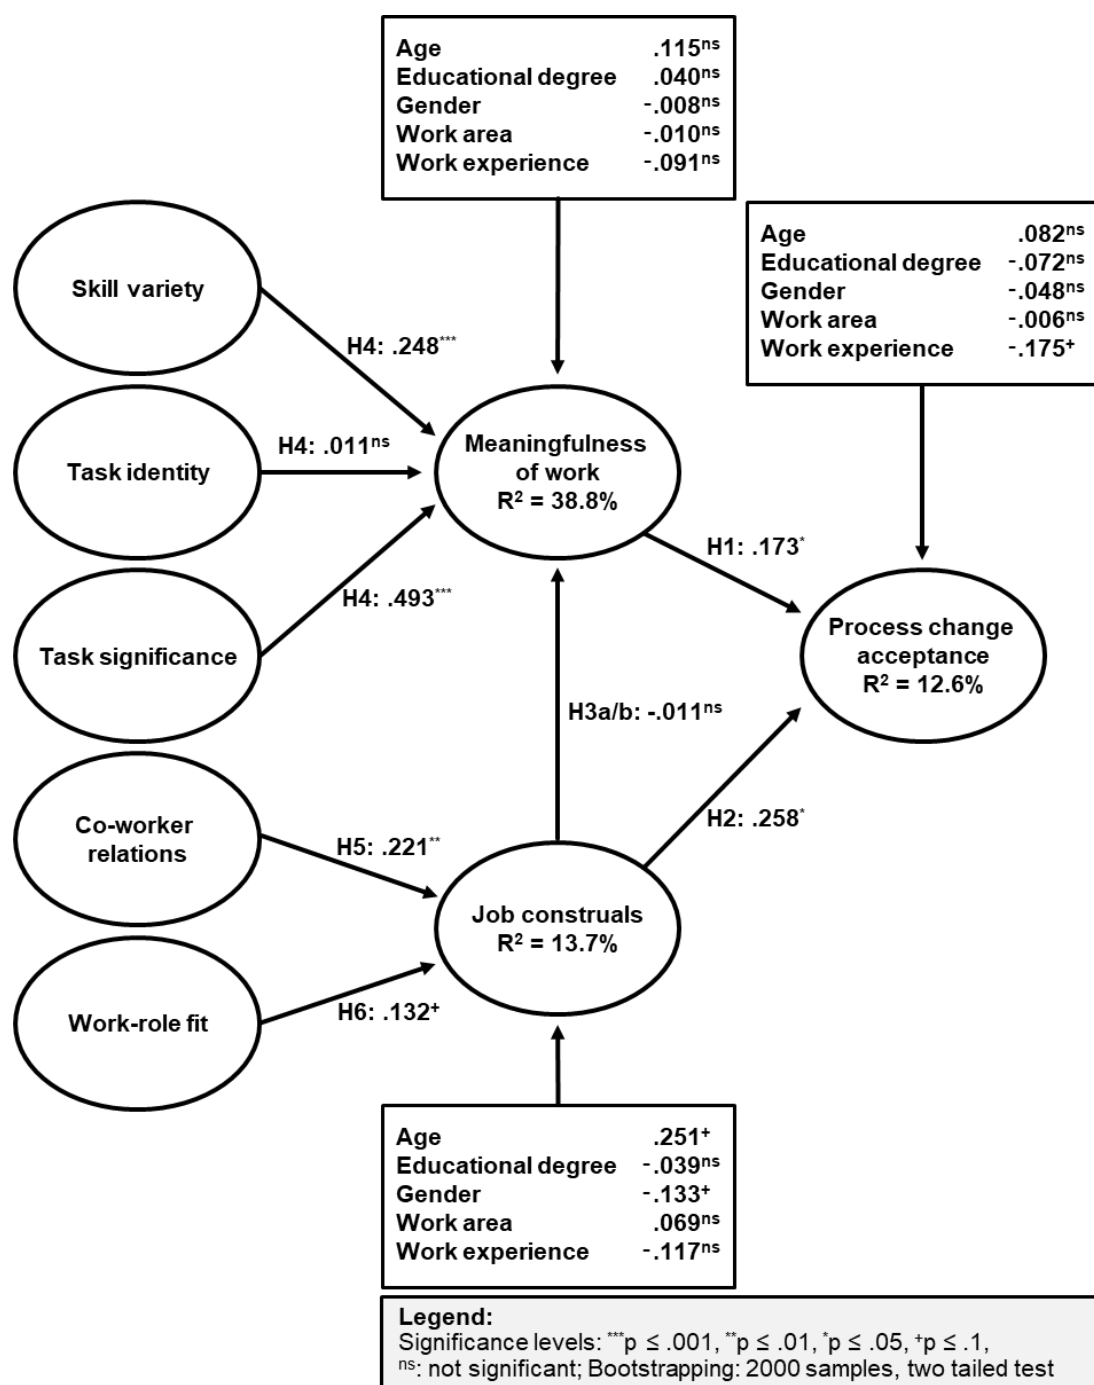 Age .115ns
Educational degree .040ns
Gender -.008ns
Work area -.010ns
Work experience -.091ns
Age .082ns
Educational degree -.072ns
Gender -.048ns
Work area -.006ns
Work experience -.175+
Skill variety
H4: .248***
Task identity
H4: .011ns
Meaningfulness
of work
R² = 38.8%
Task significance
H4: .493***
H1: .173*
Process change
acceptance
R² = 12.6%
H3a/b: -.011ns
H2: .258*
Co-worker
relations
H5: .221**
Job construals
R² = 13.7%
Work-role fit
H6: .132+
Age .251+
Educational degree -.039ns
Gender -.133+
Work area .069ns
Work experience -.117ns
Legend:
Significance levels: ***p ≤ .001, **p ≤ .01, *p ≤ .05, +p ≤ .1,
ns: not significant; Bootstrapping: 2000 samples, two tailed test